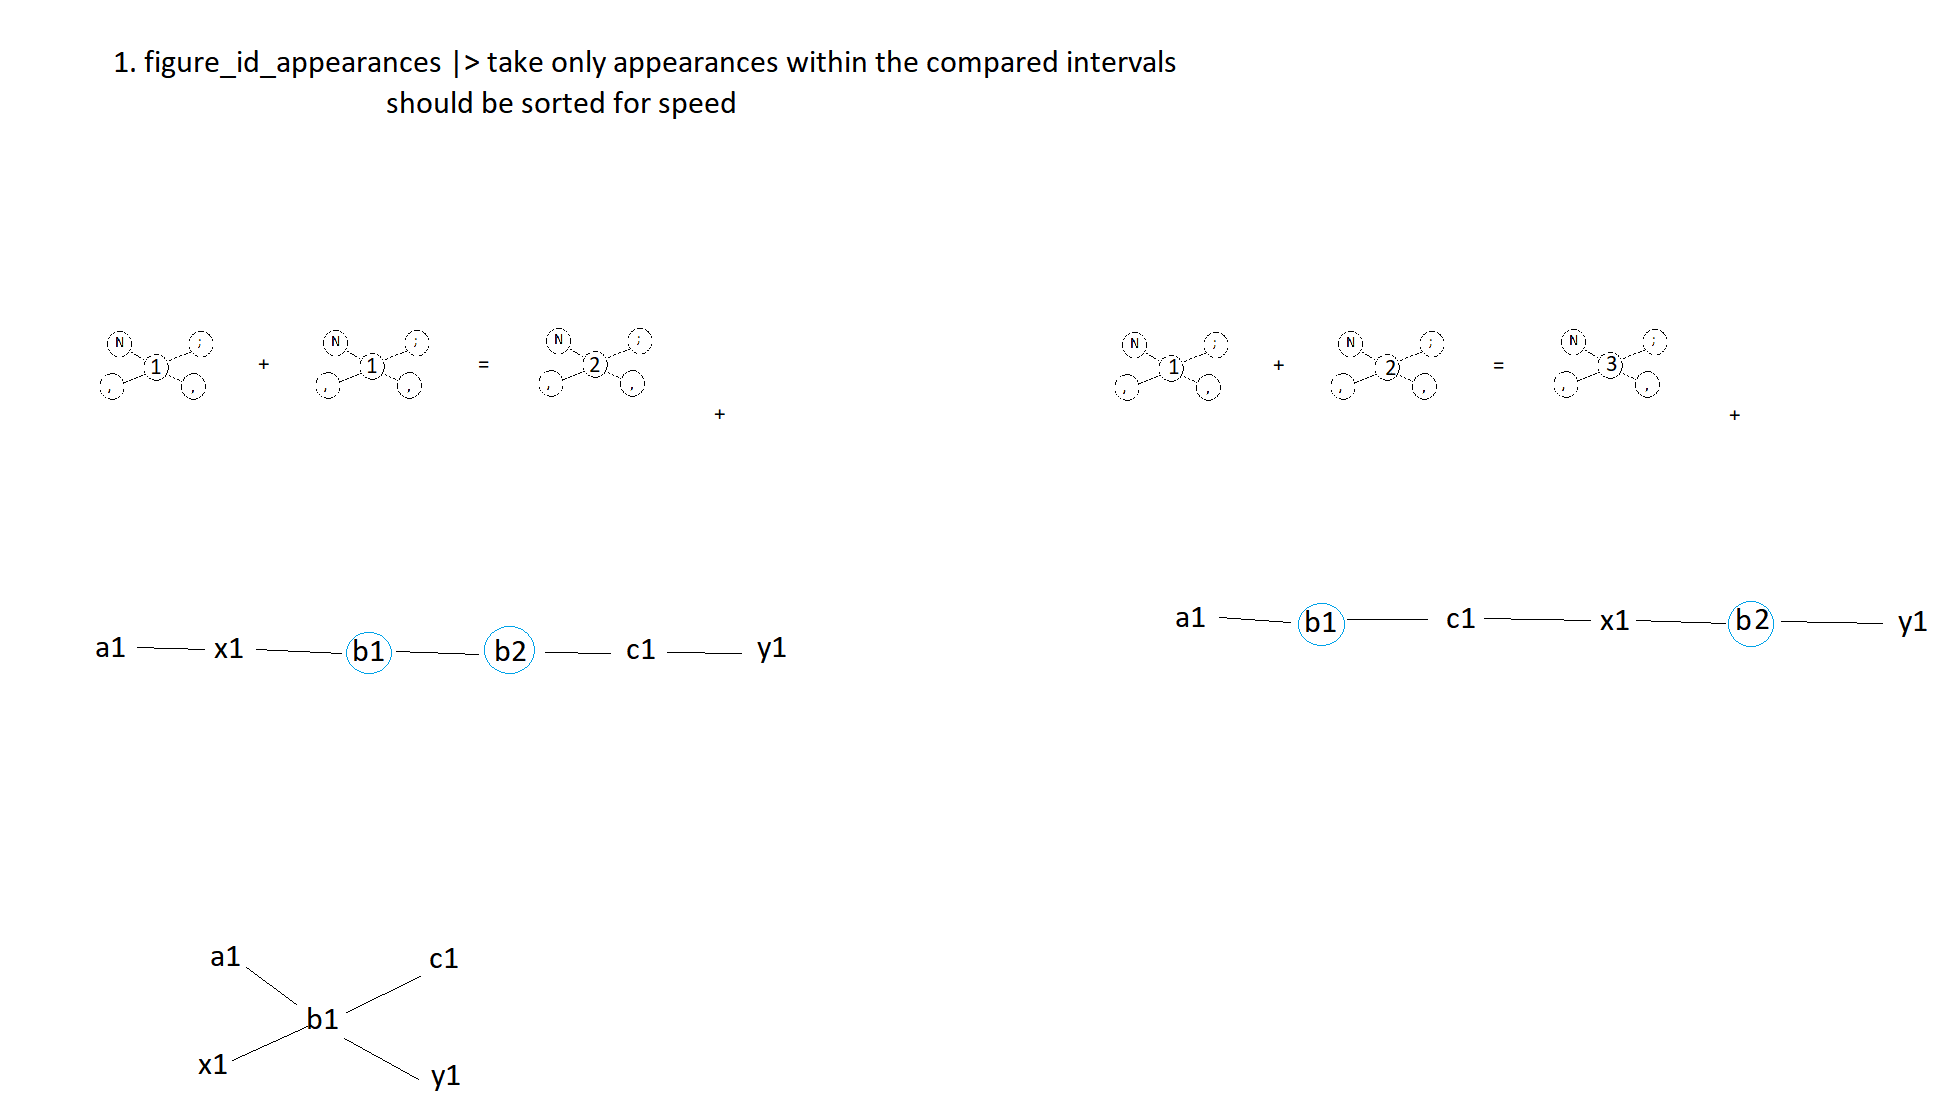 1. figure_id_appearances |> take only appearances within the compared intervals
should be sorted for speed
N ; 1 , , + N ; 1 , , = N ; 2 , ,
+
N ; 1 , , + N ; 2 , , = N ; 3 , ,
+
a1 x1 b1 b2 c1 y1
a1 b1 c1 x1 b2 y1
a1 c1
b1
x1 y1